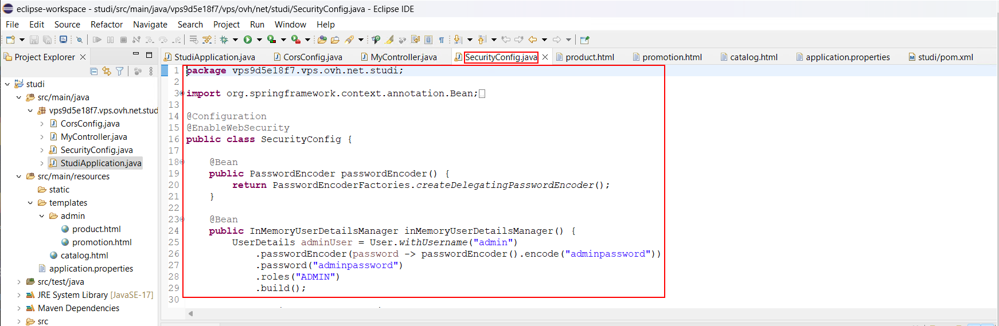 eclipse-workspace - studi/src/main/java/vps9d5e18f7/vps/ovh/net/studi/SecurityConfig.java - Eclipse IDE
File Edit Source Refactor Navigate Search Project Run Window Help
Project Explorer
StudiApplication.java CorsConfig.java MyController.java SecurityConfig.java product.html promotion.html catalog.html application.properties studi/pom.xml
studi
src/main/java
vps9d5e18f7.vps.ovh.net.stud
CorsConfig.java
MyController.java
SecurityConfig.java
StudiApplication.java
src/main/resources
static
templates
admin
product.html
promotion.html
catalog.html
application.properties
src/test/java
JRE System Library [JavaSE-17]
Maven Dependencies
src
1 package vps9d5e18f7.vps.ovh.net.studi;
2
3 import org.springframework.context.annotation.Bean;
13
14 @Configuration
15 @EnableWebSecurity
16 public class SecurityConfig {
17
18 @Bean
19 public PasswordEncoder passwordEncoder() {
20 return PasswordEncoderFactories.createDelegatingPasswordEncoder();
21 }
22
23 @Bean
24 public InMemoryUserDetailsManager inMemoryUserDetailsManager() {
25 UserDetails adminUser = User.withUsername("admin")
26 .passwordEncoder(password -> passwordEncoder().encode("adminpassword"))
27 .password("adminpassword")
28 .roles("ADMIN")
29 .build();
30